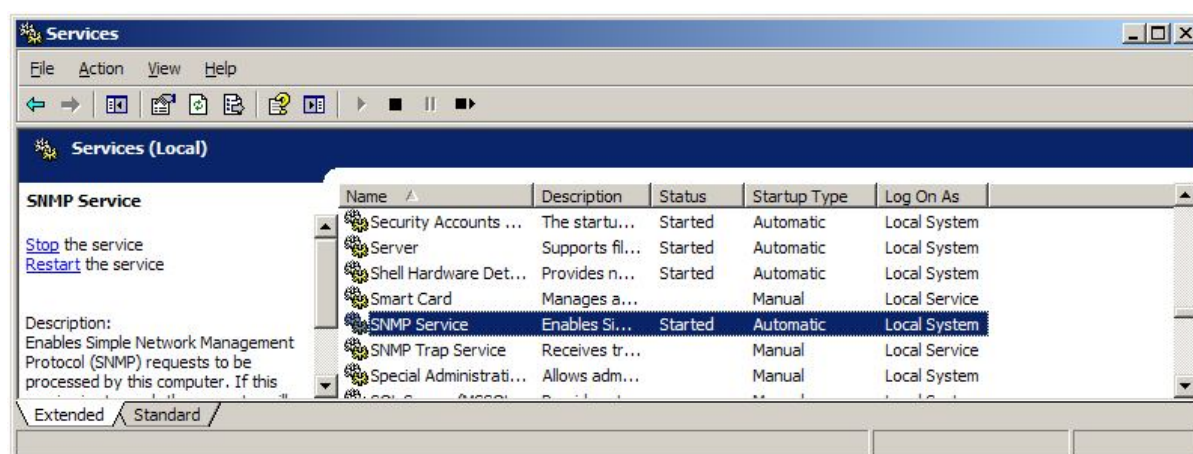 Services
File Action View Help
Services (Local)
SNMP Service
Stop the service
Restart the service
Description:
Enables Simple Network Management
Protocol (SNMP) requests to be
processed by this computer. If this
Name Description Status Startup Type Log On As
Security Accounts ... The startu... Started Automatic Local System
Server Supports fil... Started Automatic Local System
Shell Hardware Det... Provides n... Started Automatic Local System
Smart Card Manages a... Manual Local Service
SNMP Service Enables Si... Started Automatic Local System
SNMP Trap Service Receives tr... Manual Local Service
Special Administrati... Allows adm... Manual Local System
Extended Standard